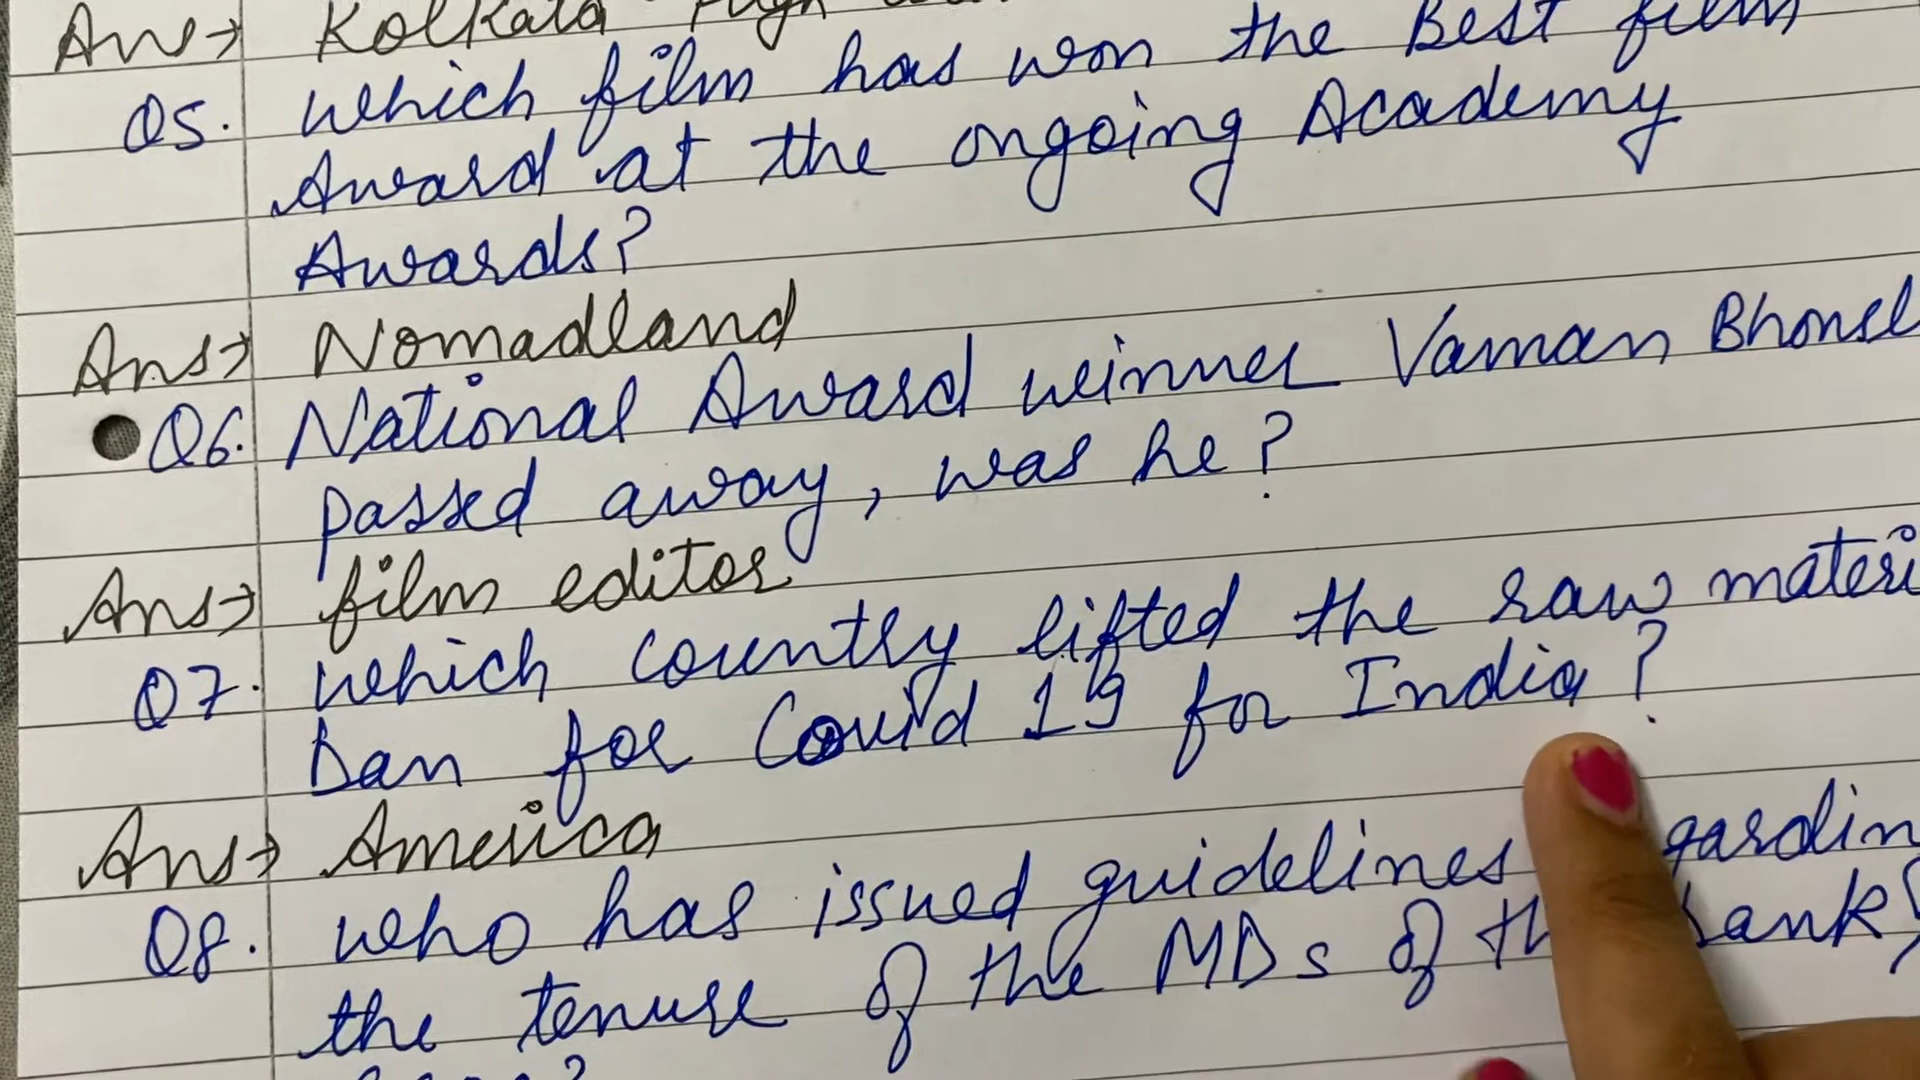 Ans→ Kolkata High
Q5. Which film has won the Best film
Award at the ongoing Academy
Awards?
Ans→ Nomadland
Q6. National Award winner Vaman Bhonsl
passed away, was he?
Ans→ film editor
Q7. Which country lifted the raw materi
ban for Covid 19 for India?
Ans→ America
Q8. who has issued guidelines gardin
the tenure of the MDs of th bank